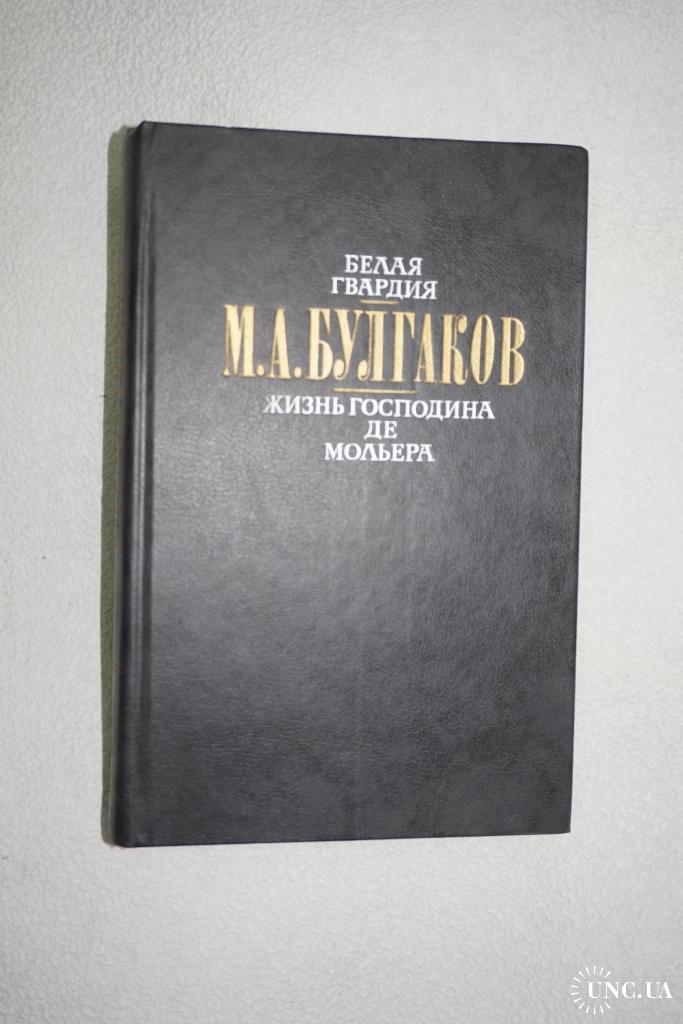 БЕЛАЯ
ГВАРДИЯ
М.А.БУЛГАКОВ
ЖИЗНЬ ГОСПОДИНА
ДЕ
МОЛЬЕРА
UNC.UA